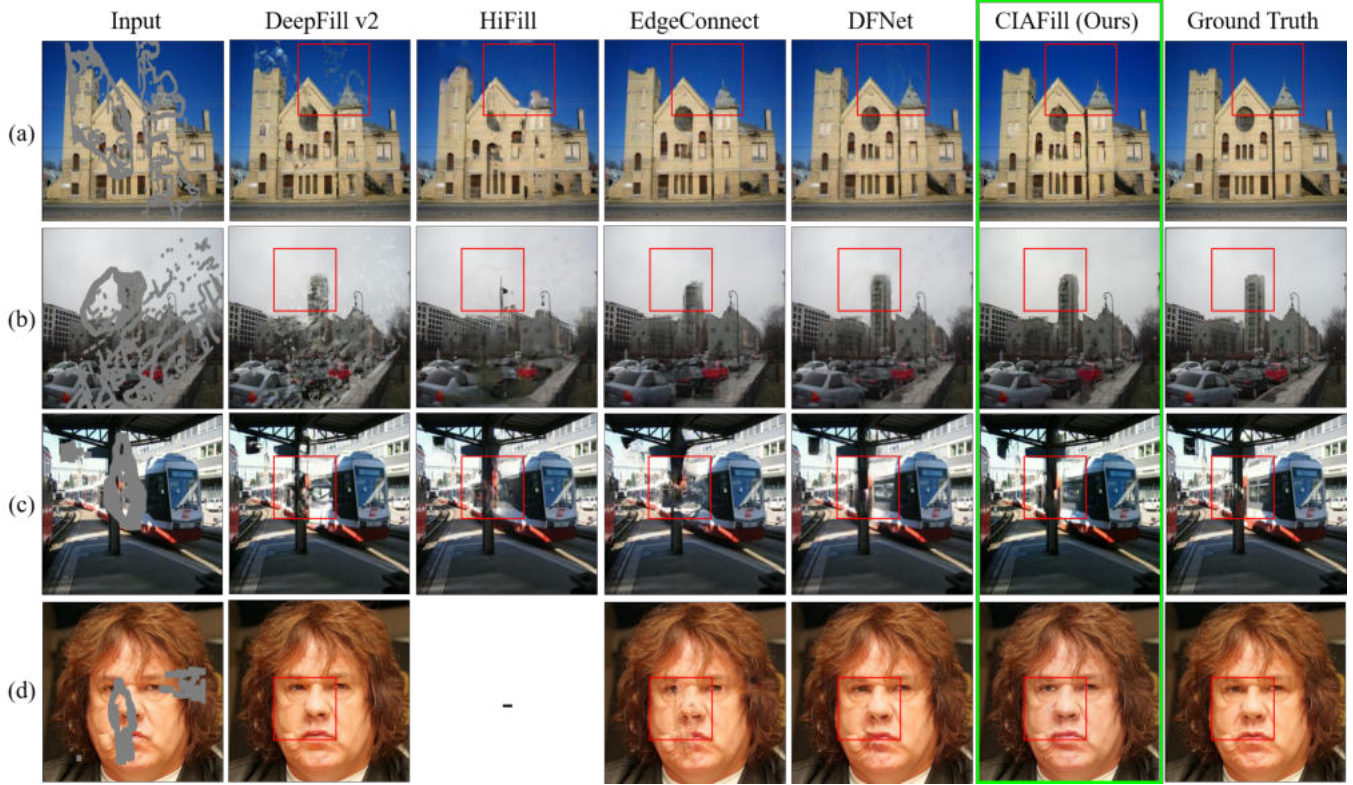 Input DeepFill v2 HiFill EdgeConnect DFNet CIAFill (Ours) Ground Truth
(a)
(b)
(c)
(d) -